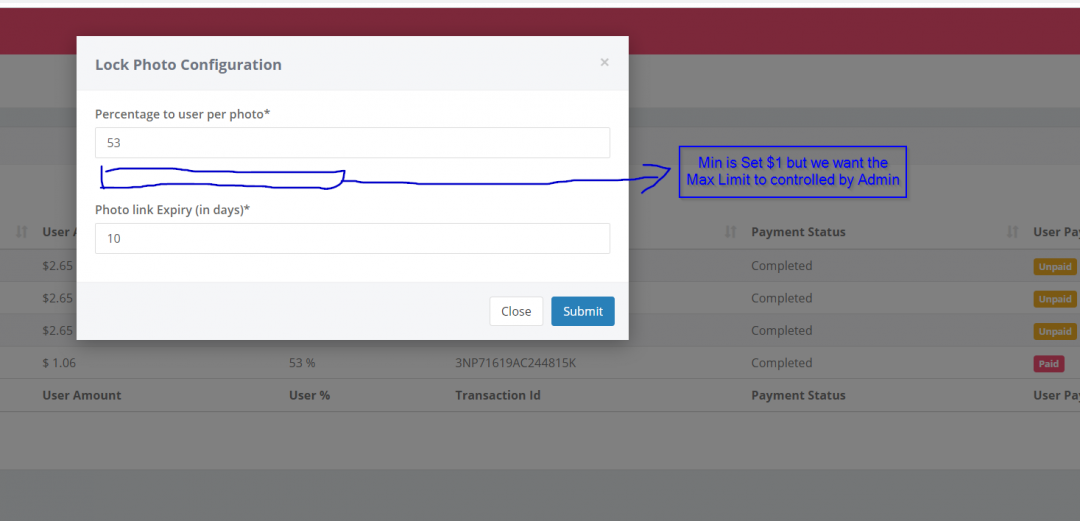 Lock Photo Configuration ×
Percentage to user per photo*
53
Min is Set $1 but we want the
Max Limit to controlled by Admin
Photo link Expiry (in days)*
10
Close Submit
User Payment Status User Pa
$2.65 Completed Unpaid
$2.65 Completed Unpaid
$2.65 Completed Unpaid
$ 1.06 53 % 3NP71619AC244815K Completed Paid
User Amount User % Transaction Id Payment Status User Pa